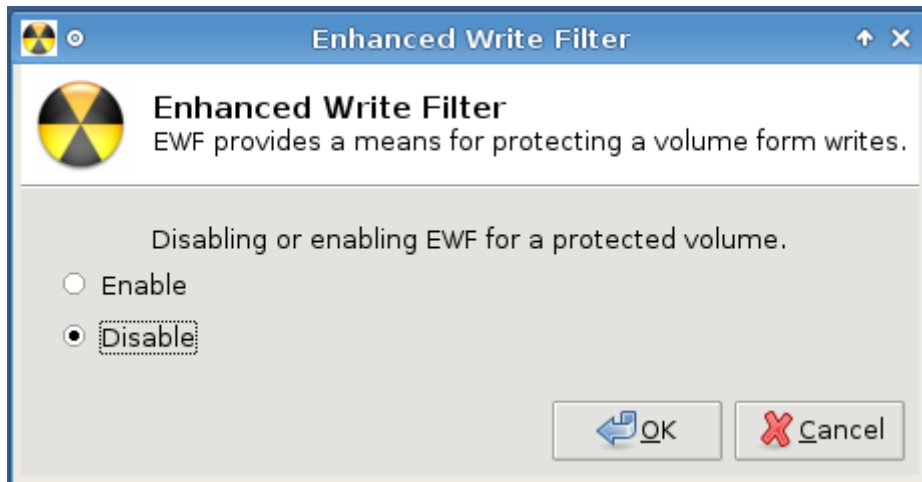 Enhanced Write Filter
Enhanced Write Filter
EWF provides a means for protecting a volume form writes.
Disabling or enabling EWF for a protected volume.
Enable
Disable
OK
Cancel